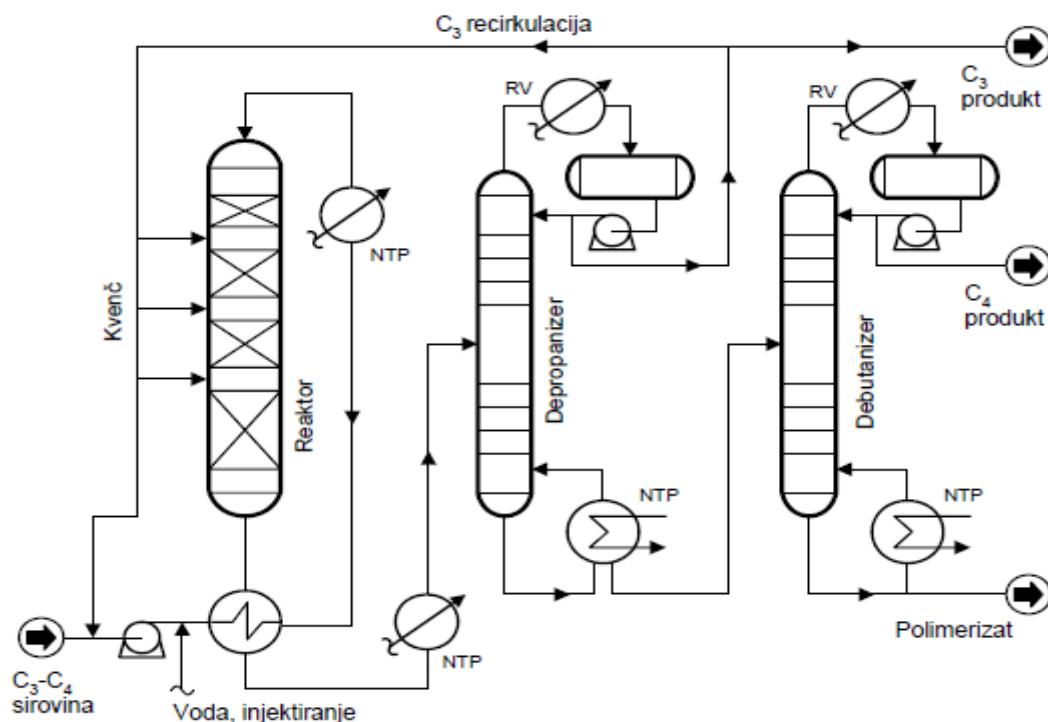 C₃ recirkulacija
C₃
produkt
RV
RV
NTP
Kvenč
Reaktor
Depropanizer
Debutanizer
C₄
produkt
NTP
NTP
NTP
Polimerizat
C₃-C₄
sirovina
Voda, injektiranje